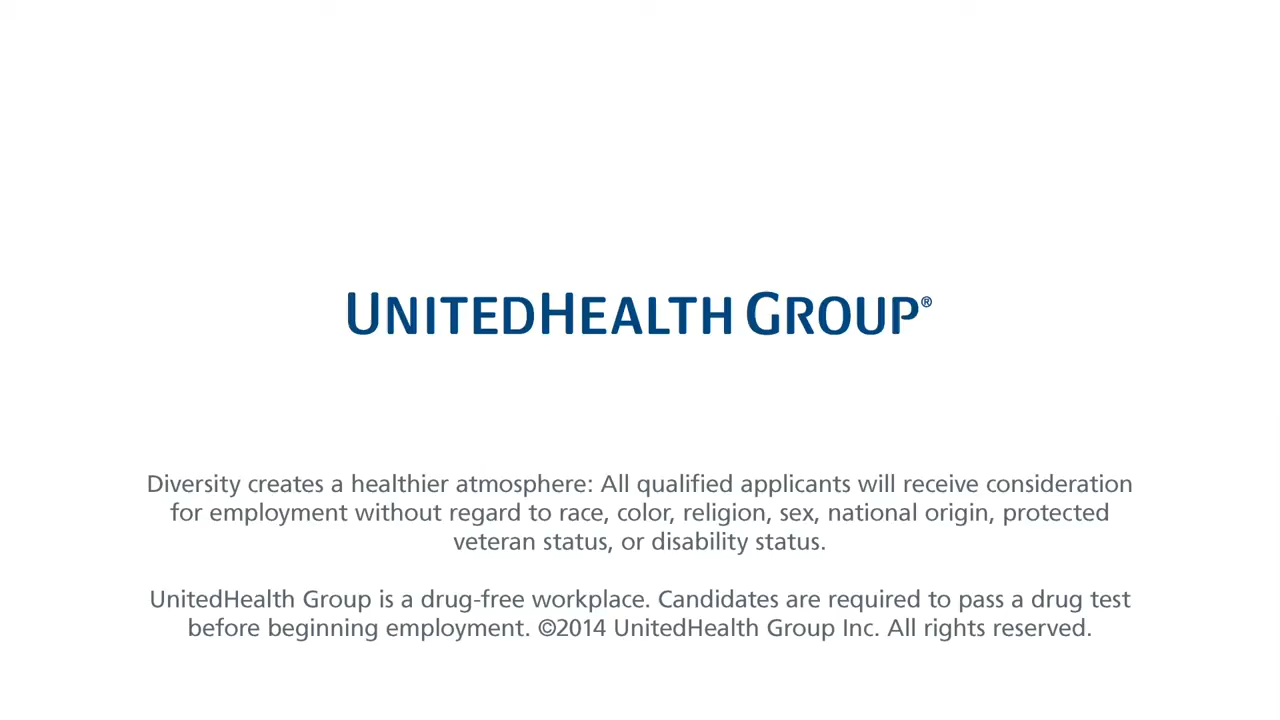 UNITEDHEALTH GROUP®
Diversity creates a healthier atmosphere: All qualified applicants will receive consideration
for employment without regard to race, color, religion, sex, national origin, protected
veteran status, or disability status.
UnitedHealth Group is a drug-free workplace. Candidates are required to pass a drug test
before beginning employment. ©2014 UnitedHealth Group Inc. All rights reserved.